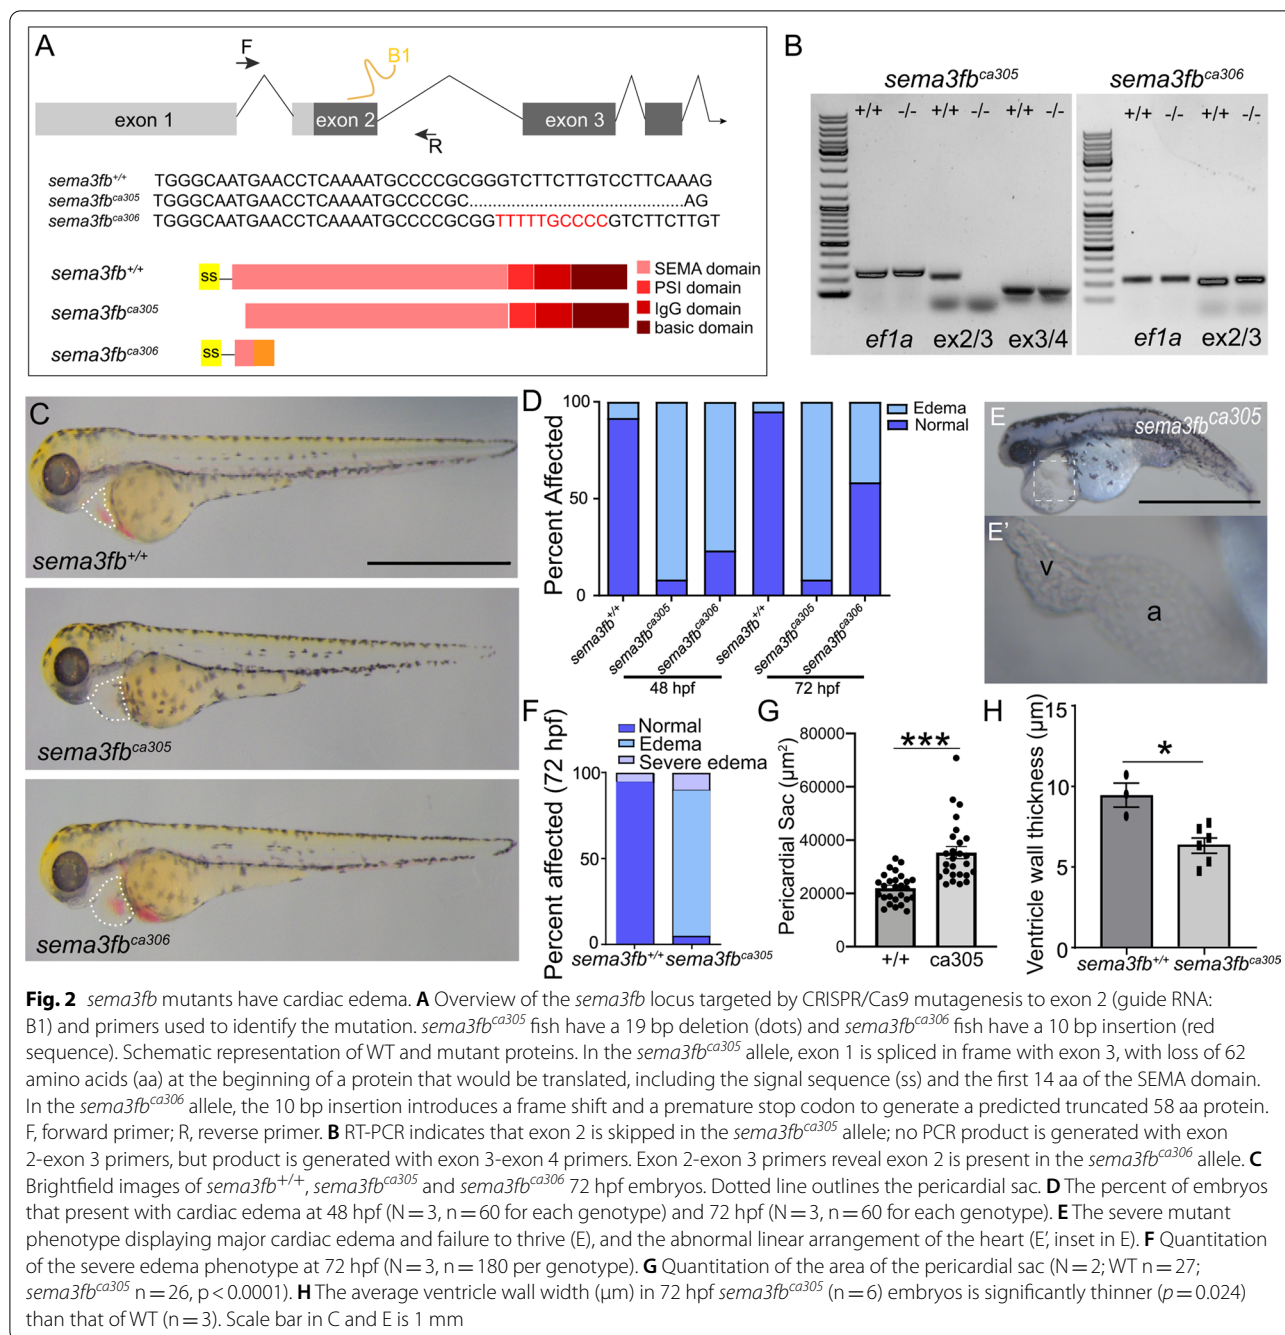 A
F
B1
exon 1
exon 2
exon 3
R
sema3fb+/+ TGGGCAATGAACCTCAAAATGCCCCGCGGGTCTTCTTGTCCTTCAAAG
sema3fbca305 TGGGCAATGAACCTCAAAATGCCCCGC.......................................AG
sema3fbca306 TGGGCAATGAACCTCAAAATGCCCCGCGGTTTTTGCCCCGTCTTCTTGT
sema3fb+/+
ss
SEMA domain
PSI domain
IgG domain
basic domain
sema3fbca305
sema3fbca306
ss
B
sema3fbca305 sema3fbca306
+/+ -/- +/+ -/- +/+ -/- +/+ -/- +/+ -/-
ef1a ex2/3 ex3/4 ef1a ex2/3
C
sema3fb+/+
sema3fbca305
sema3fbca306
D
Percent Affected
100
50
0
Edema
Normal
sema3fb+/+ sema3fbca305 sema3fbca306 sema3fb+/+ sema3fbca305 sema3fbca306
48 hpf 72 hpf
E
sema3fbca305
E'
v
a
F
Percent affected (72 hpf)
Normal
Edema
Severe edema
100
50
0
sema3fb+/+ sema3fbca305
G
Pericardial Sac (µm²)
80000
60000
40000
20000
0
***
+/+ ca305
H
Ventricle wall thickness (µm)
15
10
5
0
*
sema3fb+/+ sema3fbca305
Fig. 2 sema3fb mutants have cardiac edema. A Overview of the sema3fb locus targeted by CRISPR/Cas9 mutagenesis to exon 2 (guide RNA:
B1) and primers used to identify the mutation. sema3fbca305 fish have a 19 bp deletion (dots) and sema3fbca306 fish have a 10 bp insertion (red
sequence). Schematic representation of WT and mutant proteins. In the sema3fbca305 allele, exon 1 is spliced in frame with exon 3, with loss of 62
amino acids (aa) at the beginning of a protein that would be translated, including the signal sequence (ss) and the first 14 aa of the SEMA domain.
In the sema3fbca306 allele, the 10 bp insertion introduces a frame shift and a premature stop codon to generate a predicted truncated 58 aa protein.
F, forward primer; R, reverse primer. B RT-PCR indicates that exon 2 is skipped in the sema3fbca305 allele; no PCR product is generated with exon
2-exon 3 primers, but product is generated with exon 3-exon 4 primers. Exon 2-exon 3 primers reveal exon 2 is present in the sema3fbca306 allele. C
Brightfield images of sema3fb+/+, sema3fbca305 and sema3fbca306 72 hpf embryos. Dotted line outlines the pericardial sac. D The percent of embryos
that present with cardiac edema at 48 hpf (N = 3, n = 60 for each genotype) and 72 hpf (N = 3, n = 60 for each genotype). E The severe mutant
phenotype displaying major cardiac edema and failure to thrive (E), and the abnormal linear arrangement of the heart (E', inset in E). F Quantitation
of the severe edema phenotype at 72 hpf (N = 3, n = 180 per genotype). G Quantitation of the area of the pericardial sac (N = 2; WT n = 27;
sema3fbca305 n = 26, p < 0.0001). H The average ventricle wall width (µm) in 72 hpf sema3fbca305 (n = 6) embryos is significantly thinner (p = 0.024)
than that of WT (n = 3). Scale bar in C and E is 1 mm